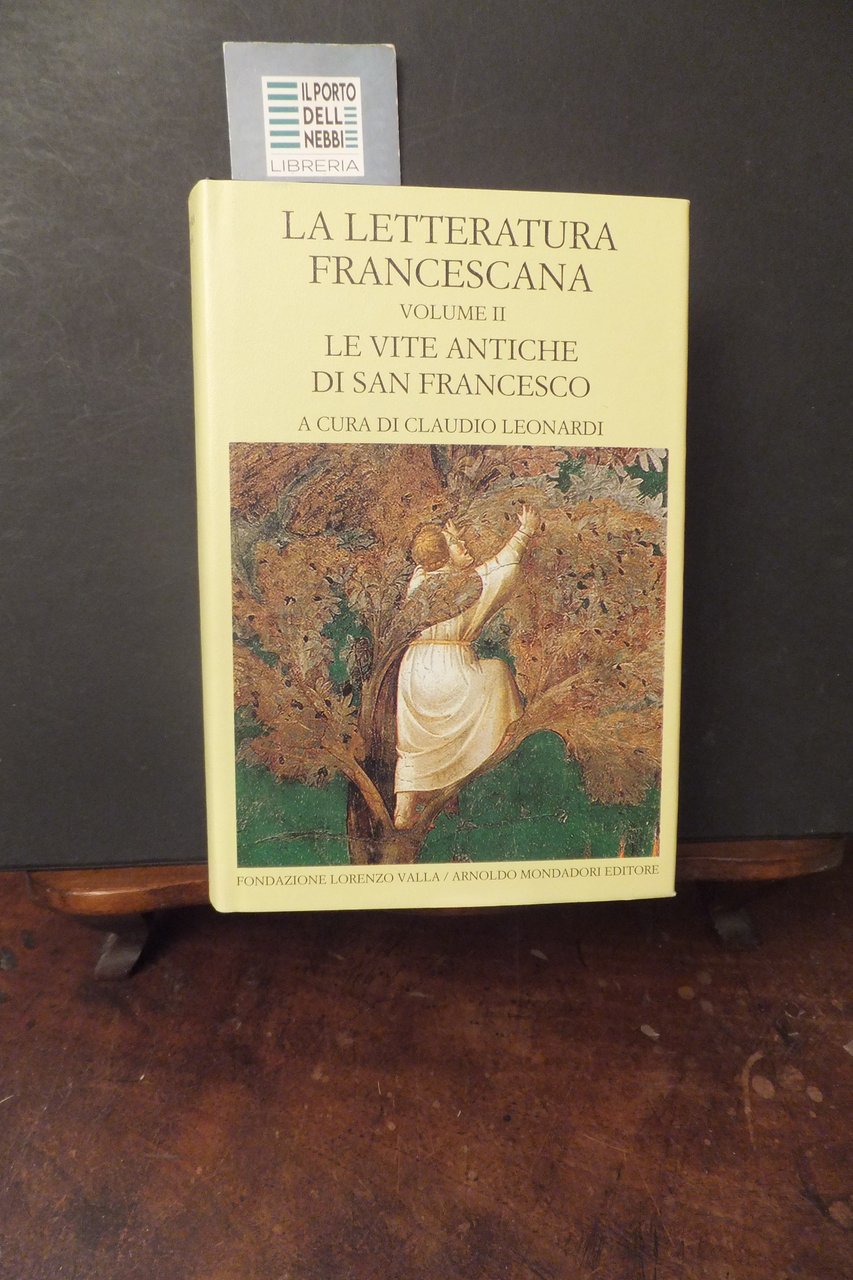 IL PORTO
DELL
NEBBI
LIBRERIA
LA LETTERATURA
FRANCESCANA
VOLUME II
LE VITE ANTICHE
DI SAN FRANCESCO
A CURA DI CLAUDIO LEONARDI
FONDAZIONE LORENZO VALLA / ARNOLDO MONDADORI EDITORE